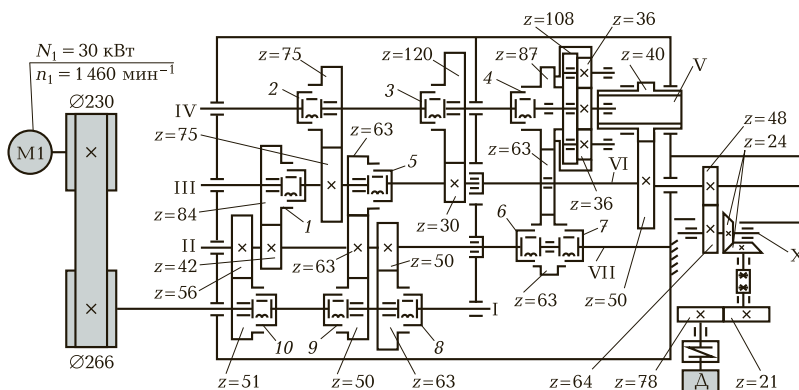 z=108 z=36
N₁ = 30 кВт
n₁ = 1 460 мин⁻¹
z=75 z=120 z=87 z=40 V
Ø230
2 3 4
IV
z=48
M1
z=75 z=63 z=63 z=24
5 VI
III
z=84 1 z=30 z=36
6 7
II X
z=42 z=63 z=50 VII
z=56 z=63 z=50
I
10 9 8
Ø266
z=51 z=50 z=63 z=64 z=78 z=21
Д